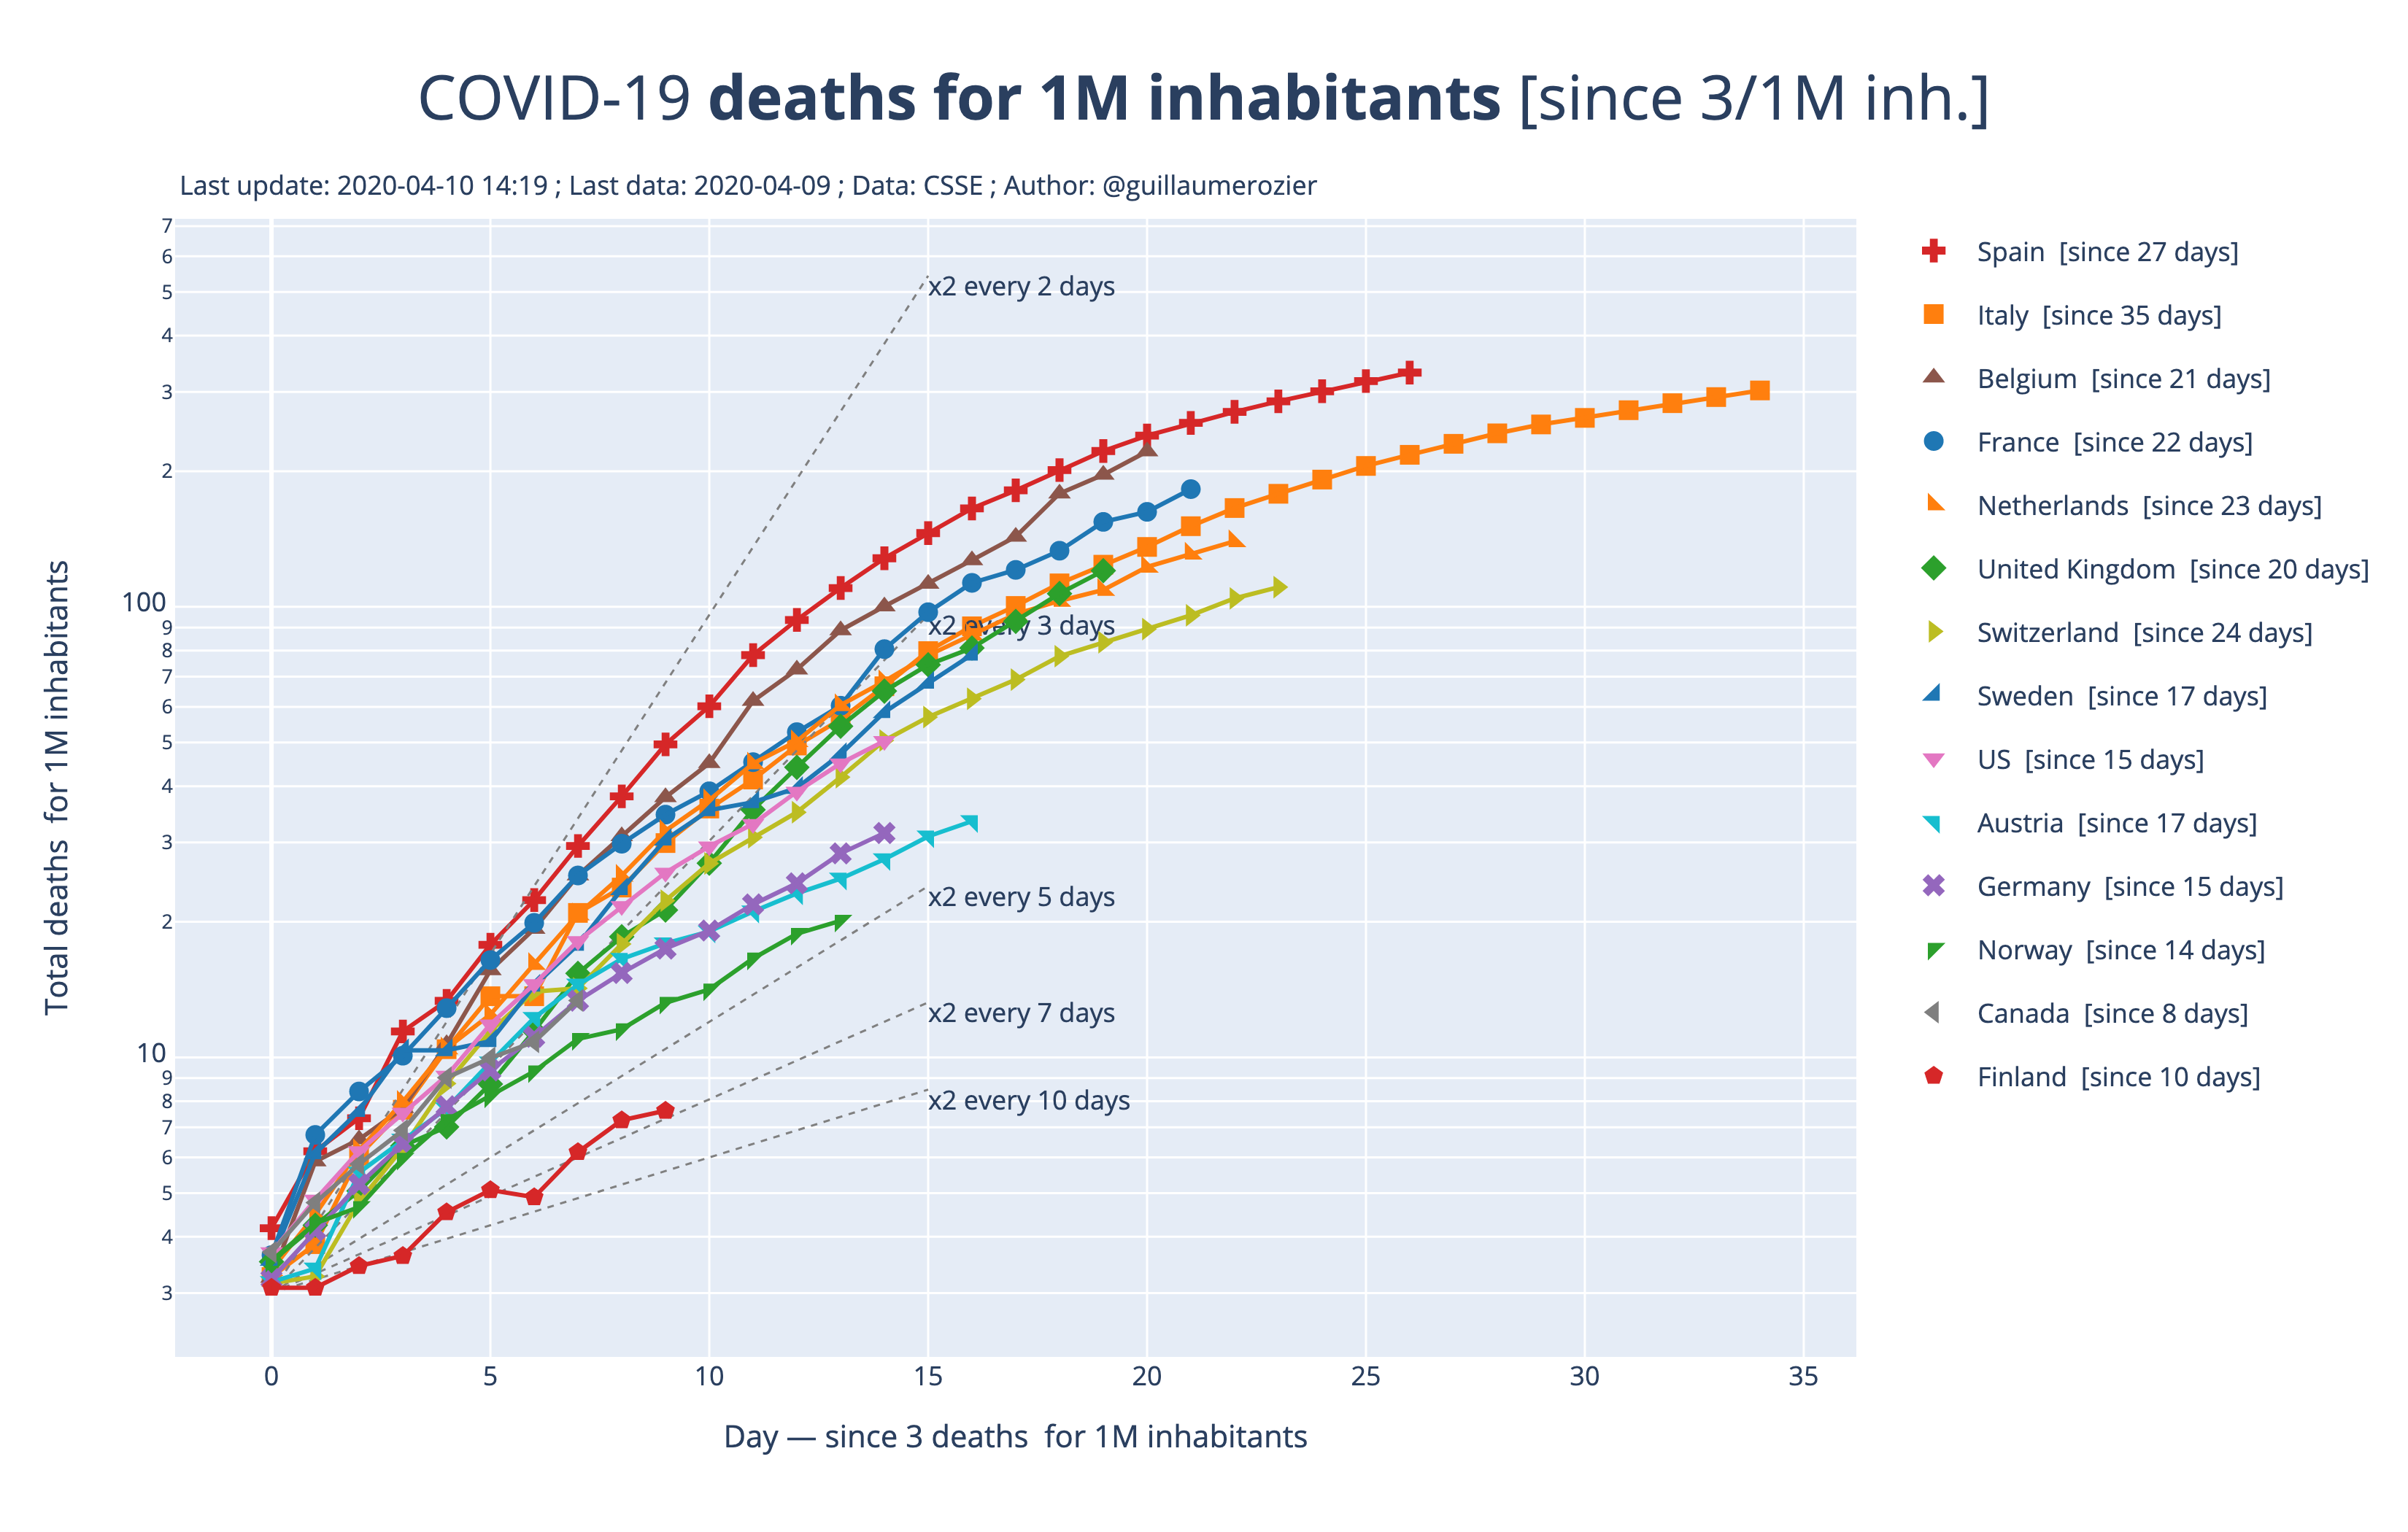 COVID-19 deaths for 1M inhabitants [since 3/1M inh.]
Last update: 2020-04-10 14:19 ; Last data: 2020-04-09 ; Data: CSSE ; Author: @guillaumerozier
Total deaths for 1M inhabitants
7
6
5
4
3
2
100
9
8
7
6
5
4
3
2
10
9
8
7
6
5
4
3
x2 every 2 days
x2 every 3 days
x2 every 5 days
x2 every 7 days
x2 every 10 days
0 5 10 15 20 25 30 35
Day — since 3 deaths for 1M inhabitants
Spain [since 27 days]
Italy [since 35 days]
Belgium [since 21 days]
France [since 22 days]
Netherlands [since 23 days]
United Kingdom [since 20 days]
Switzerland [since 24 days]
Sweden [since 17 days]
US [since 15 days]
Austria [since 17 days]
Germany [since 15 days]
Norway [since 14 days]
Canada [since 8 days]
Finland [since 10 days]